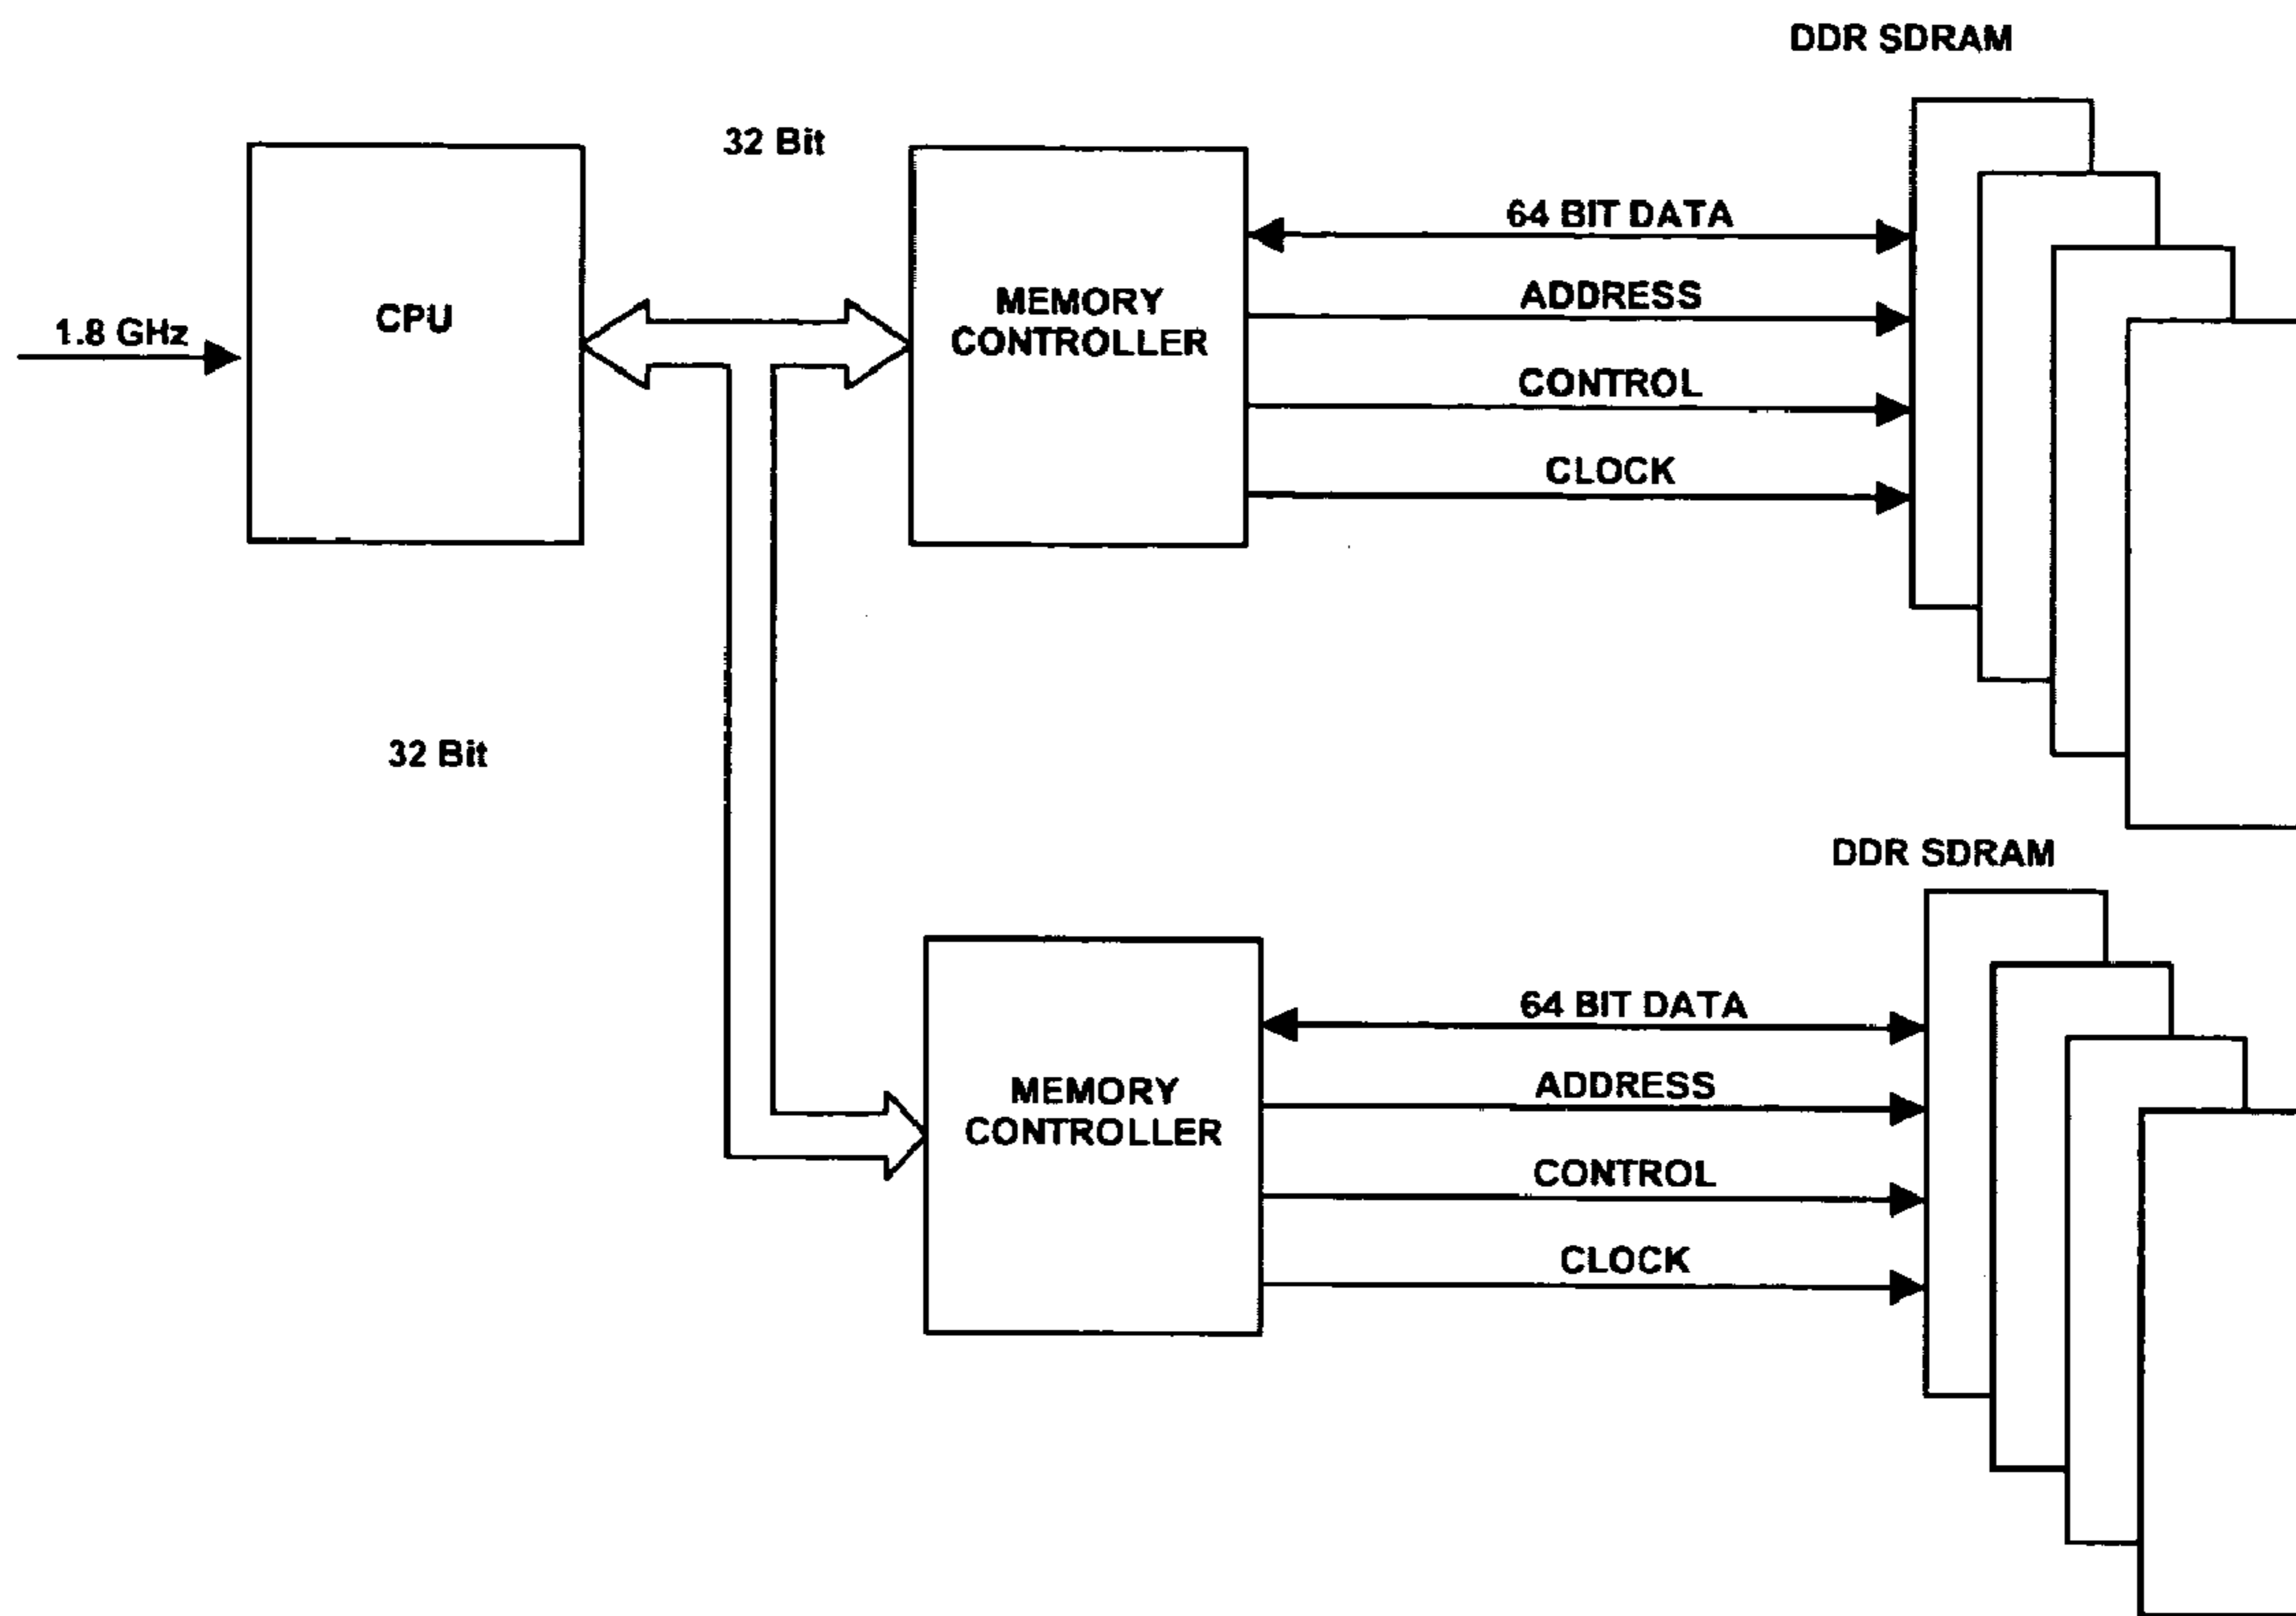 DDR SDRAM
32 Bit
1.8 GHz
CPU
MEMORY
CONTROLLER
64 BIT DATA
ADDRESS
CONTROL
CLOCK
32 Bit
DDR SDRAM
MEMORY
CONTROLLER
64 BIT DATA
ADDRESS
CONTROL
CLOCK